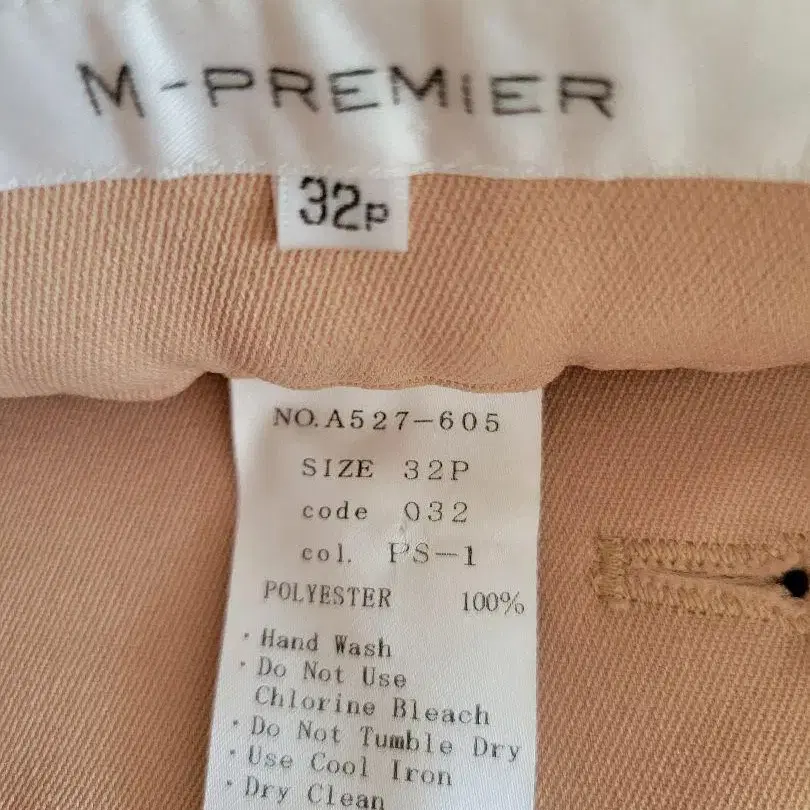 M-PREMIER
32P
NO.A527-605
SIZE 32P
code 032
col. PS-1
POLYESTER 100%
・Hand Wash
・Do Not Use
Chlorine Bleach
・Do Not Tumble Dry
・Use Cool Iron
・Dry Clean